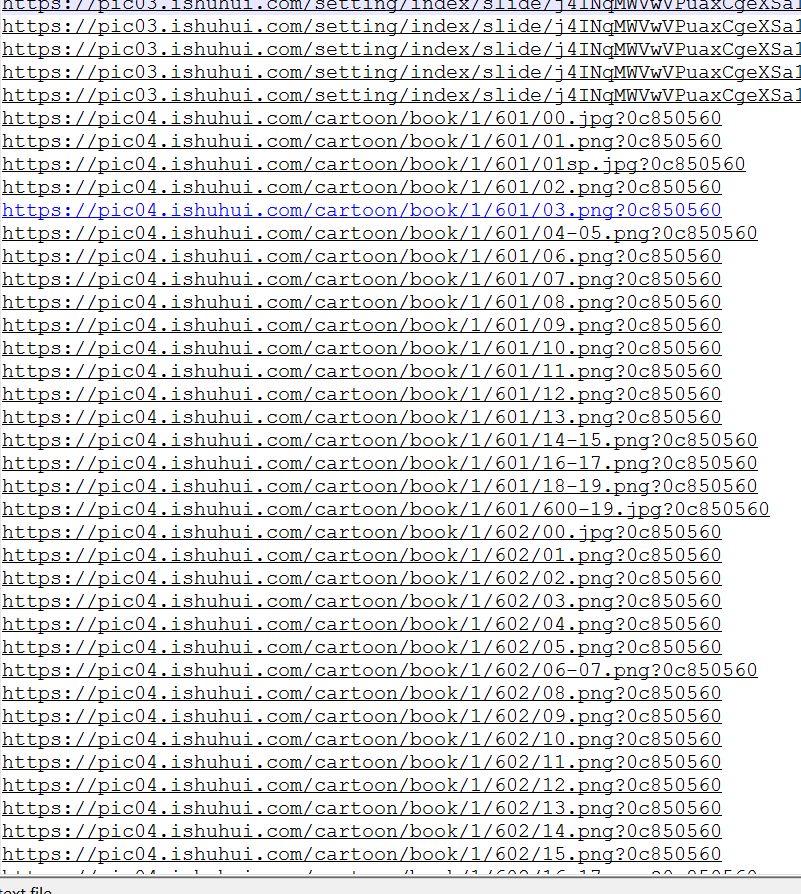 https://pic03.ishuhui.com/setting/index/slide/j4INqMWVwVPuaxCgeXSa1
https://pic03.ishuhui.com/setting/index/slide/j4INqMWVwVPuaxCgeXSa1
https://pic03.ishuhui.com/setting/index/slide/j4INqMWVwVPuaxCgeXSa1
https://pic03.ishuhui.com/setting/index/slide/j4INqMWVwVPuaxCgeXSa1
https://pic03.ishuhui.com/setting/index/slide/j4INqMWVwVPuaxCgeXSa1
https://pic04.ishuhui.com/cartoon/book/1/601/00.jpg?0c850560
https://pic04.ishuhui.com/cartoon/book/1/601/01.png?0c850560
https://pic04.ishuhui.com/cartoon/book/1/601/01sp.jpg?0c850560
https://pic04.ishuhui.com/cartoon/book/1/601/02.png?0c850560
https://pic04.ishuhui.com/cartoon/book/1/601/03.png?0c850560
https://pic04.ishuhui.com/cartoon/book/1/601/04-05.png?0c850560
https://pic04.ishuhui.com/cartoon/book/1/601/06.png?0c850560
https://pic04.ishuhui.com/cartoon/book/1/601/07.png?0c850560
https://pic04.ishuhui.com/cartoon/book/1/601/08.png?0c850560
https://pic04.ishuhui.com/cartoon/book/1/601/09.png?0c850560
https://pic04.ishuhui.com/cartoon/book/1/601/10.png?0c850560
https://pic04.ishuhui.com/cartoon/book/1/601/11.png?0c850560
https://pic04.ishuhui.com/cartoon/book/1/601/12.png?0c850560
https://pic04.ishuhui.com/cartoon/book/1/601/13.png?0c850560
https://pic04.ishuhui.com/cartoon/book/1/601/14-15.png?0c850560
https://pic04.ishuhui.com/cartoon/book/1/601/16-17.png?0c850560
https://pic04.ishuhui.com/cartoon/book/1/601/18-19.png?0c850560
https://pic04.ishuhui.com/cartoon/book/1/601/600-19.jpg?0c850560
https://pic04.ishuhui.com/cartoon/book/1/602/00.jpg?0c850560
https://pic04.ishuhui.com/cartoon/book/1/602/01.png?0c850560
https://pic04.ishuhui.com/cartoon/book/1/602/02.png?0c850560
https://pic04.ishuhui.com/cartoon/book/1/602/03.png?0c850560
https://pic04.ishuhui.com/cartoon/book/1/602/04.png?0c850560
https://pic04.ishuhui.com/cartoon/book/1/602/05.png?0c850560
https://pic04.ishuhui.com/cartoon/book/1/602/06-07.png?0c850560
https://pic04.ishuhui.com/cartoon/book/1/602/08.png?0c850560
https://pic04.ishuhui.com/cartoon/book/1/602/09.png?0c850560
https://pic04.ishuhui.com/cartoon/book/1/602/10.png?0c850560
https://pic04.ishuhui.com/cartoon/book/1/602/11.png?0c850560
https://pic04.ishuhui.com/cartoon/book/1/602/12.png?0c850560
https://pic04.ishuhui.com/cartoon/book/1/602/13.png?0c850560
https://pic04.ishuhui.com/cartoon/book/1/602/14.png?0c850560
https://pic04.ishuhui.com/cartoon/book/1/602/15.png?0c850560
text file